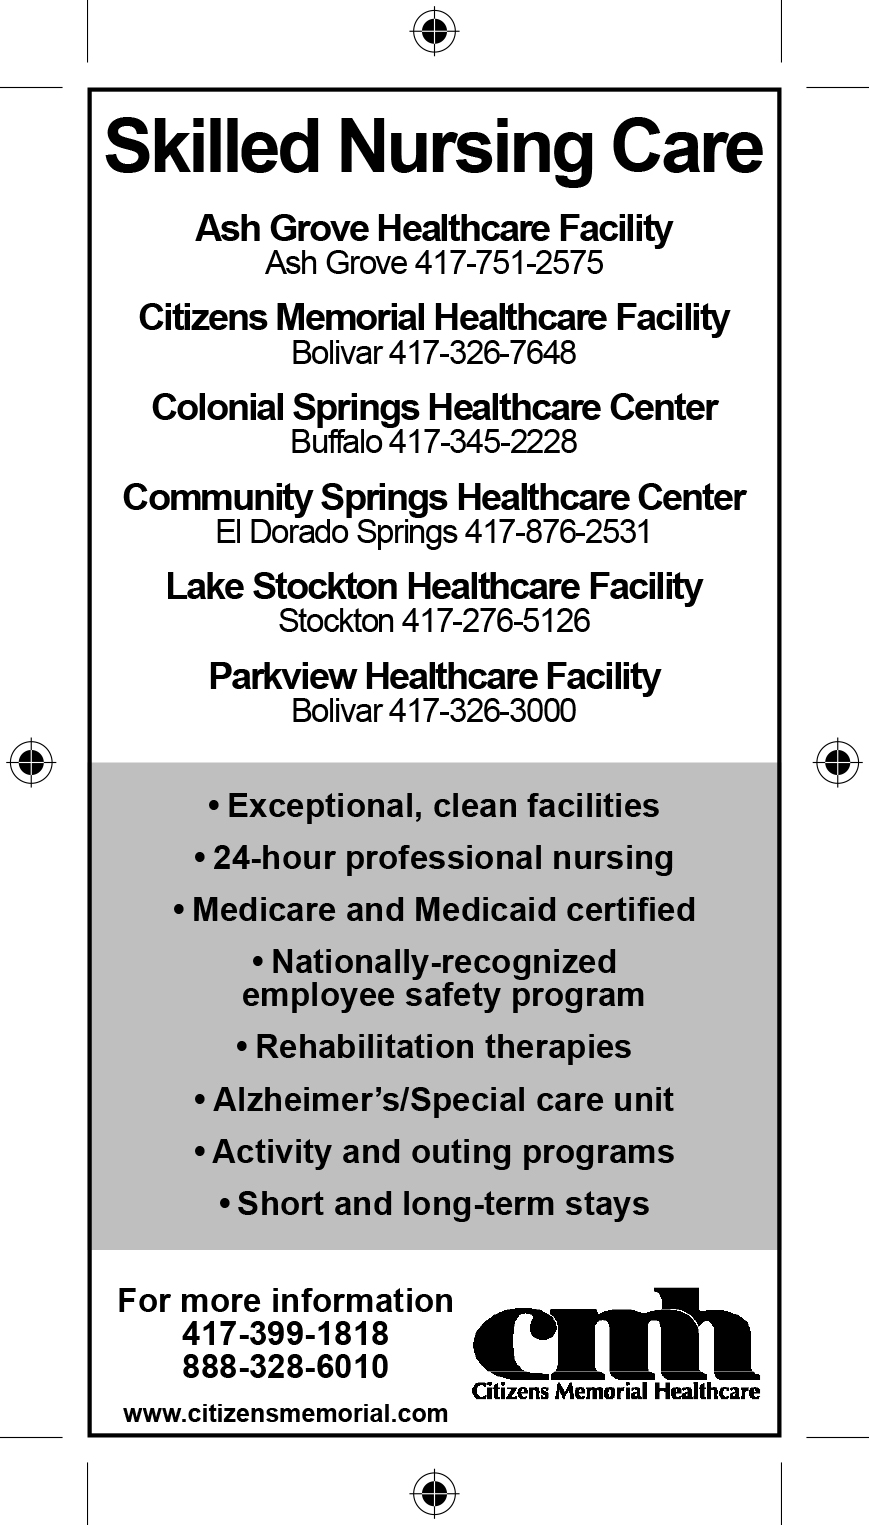 Skilled Nursing Care
Ash Grove Healthcare Facility
Ash Grove 417-751-2575
Citizens Memorial Healthcare Facility
Bolivar 417-326-7648
Colonial Springs Healthcare Center
Buffalo 417-345-2228
Community Springs Healthcare Center
El Dorado Springs 417-876-2531
Lake Stockton Healthcare Facility
Stockton 417-276-5126
Parkview Healthcare Facility
Bolivar 417-326-3000
• Exceptional, clean facilities
• 24-hour professional nursing
• Medicare and Medicaid certified
• Nationally-recognized
employee safety program
• Rehabilitation therapies
• Alzheimer’s/Special care unit
• Activity and outing programs
• Short and long-term stays
For more information
417-399-1818
888-328-6010
www.citizensmemorial.com
cmh
Citizens Memorial Healthcare